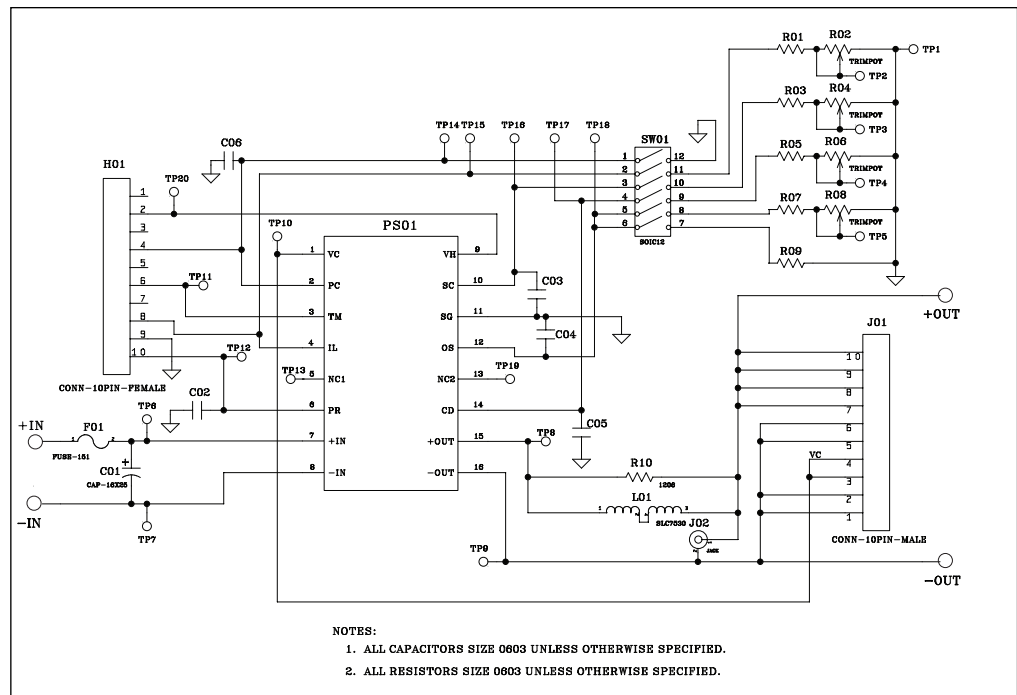 R01 R02
TP1
TRIMPOT
TP2
R03 R04
TRIMPOT
TP3
TP14 TP15 TP16 TP17 TP18
SW01
C06
1 12
2 11
3 10
4 9
5 8
6 7
SOIC12
R05 R06
TRIMPOT
TP4
R07 R08
TRIMPOT
TP5
R09
H01
1
2
3
4
5
6
7
8
9
10
CONN-10PIN-FEMALE
TP20
TP10
TP11
TP12
TP13
PS01
1 VC VH 9
2 PC SC 10
3 TM SG 11
4 IL OS 12
5 NC1 NC2 13
6 PR CD 14
7 +IN +OUT 15
8 -IN -OUT 16
C03
C04
TP19
C05
C02
TP6
+IN
F01
1 2
FUSE-151
C01
+
CAP-16X25
-IN
TP7
TP8
R10
1206
L01
1 2 3
SLC7530
J02
1
2
JACK
TP9
+OUT
J01
10
9
8
7
6
5
VC
4
3
2
1
CONN-10PIN-MALE
-OUT
NOTES:
1. ALL CAPACITORS SIZE 0603 UNLESS OTHERWISE SPECIFIED.
2. ALL RESISTORS SIZE 0603 UNLESS OTHERWISE SPECIFIED.